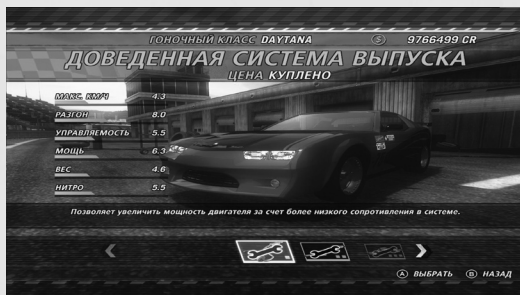 ГОНОЧНЫЙ КЛАСС DAYTANA $ 9766499 CR
ДОВЕДЕННАЯ СИСТЕМА ВЫПУСКА
ЦЕНА КУПЛЕНО
МАКС. КМ/Ч 4.3
РАЗГОН 8.0
УПРАВЛЯЕМОСТЬ 5.5
МОЩЬ 6.3
ВЕС 4.6
НИТРО 5.5
Позволяет увеличить мощность двигателя за счет более низкого сопротивления в системе.
A ВЫБРАТЬ B НАЗАД